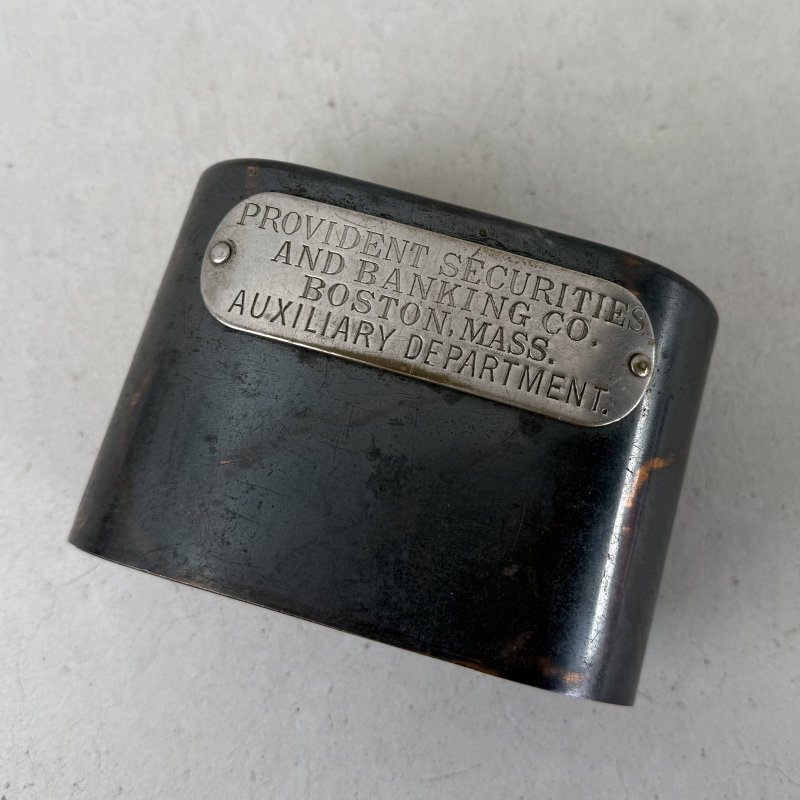 PROVIDENT SECURITIES
AND BANKING CO.
BOSTON, MASS.
AUXILIARY DEPARTMENT.